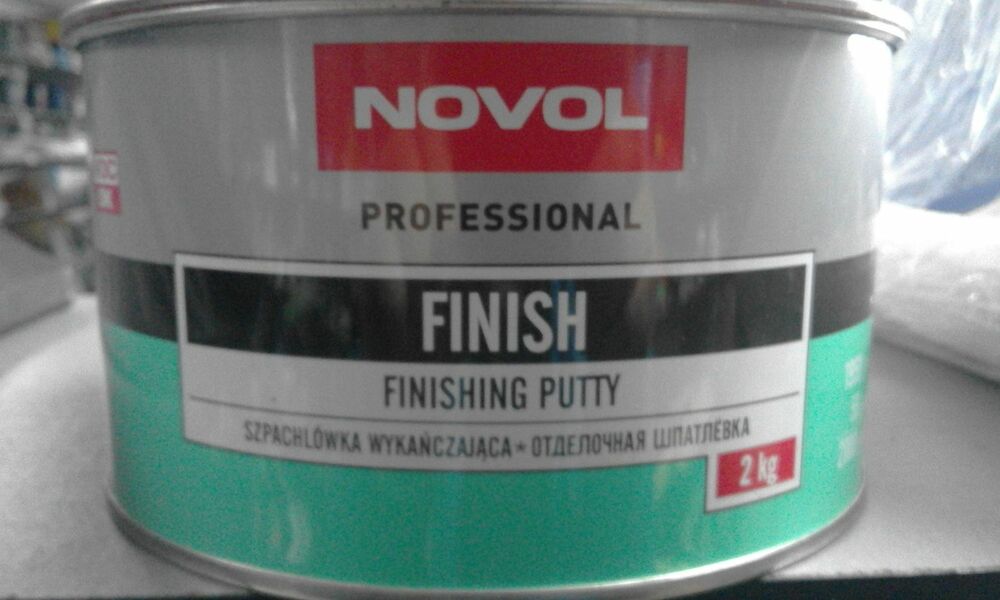 NOVOL
PROFESSIONAL
FINISH
FINISHING PUTTY
SZPACHLÓWKA WYKAŃCZAJĄCA * ОТДЕЛОЧНАЯ ШПАТЛЁВКА
2 kg